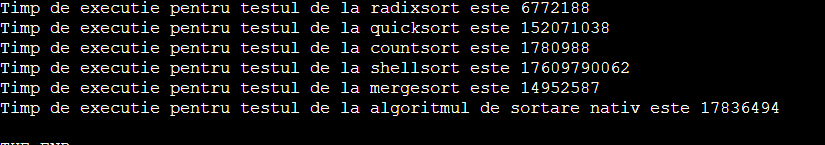 Timp de executie pentru testul de la radixsort este 6772188
Timp de executie pentru testul de la quicksort este 152071038
Timp de executie pentru testul de la countsort este 1780988
Timp de executie pentru testul de la shellsort este 17609790062
Timp de executie pentru testul de la mergesort este 14952587
Timp de executie pentru testul de la algoritmul de sortare nativ este 17836494